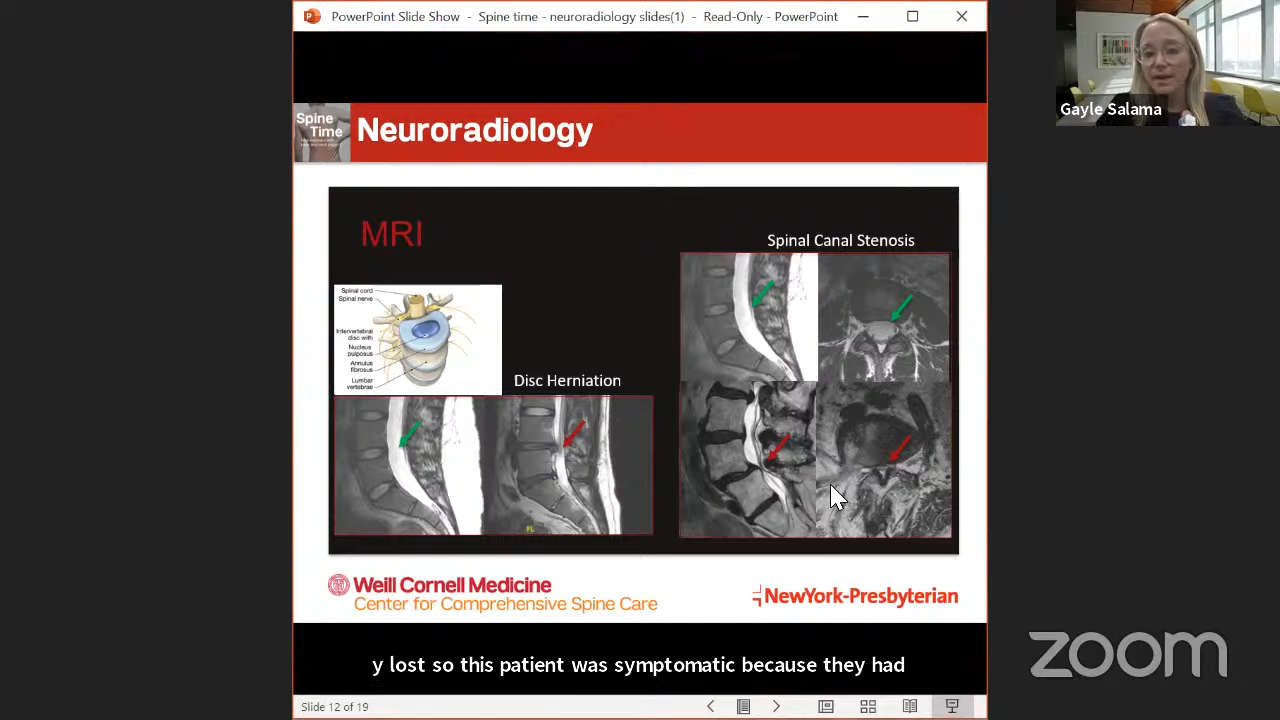 PowerPoint Slide Show - Spine time - neuroradiology slides(1) - Read-Only - PowerPoint
Gayle Salama
Spine
Time
Neuroradiology
MRI
Spinal Canal Stenosis
Spinal cord
Spinal nerve
Intervertebral
disc with
Nucleus
pulposus
Annulus
fibrosus
Lumbar
vertebrae
Disc Herniation
Weill Cornell Medicine
Center for Comprehensive Spine Care
NewYork-Presbyterian
y lost so this patient was symptomatic because they had
zoom
Slide 12 of 19